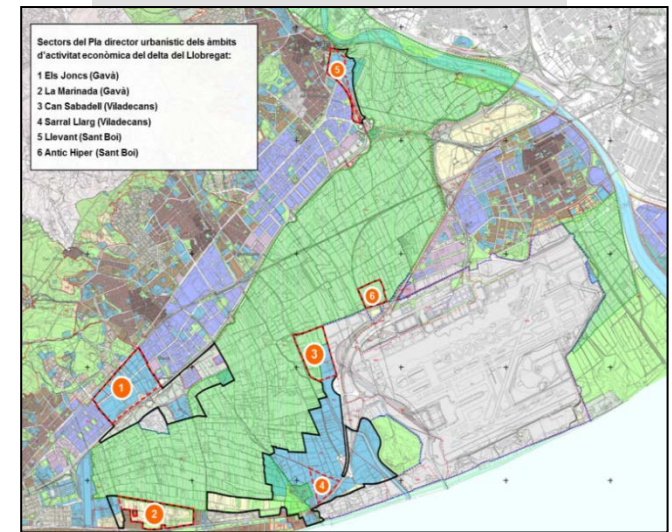 Sectors del Pla director urbanístic dels àmbits
d'activitat econòmica del delta del Llobregat:
1 Els Joncs (Gavà)
2 La Marinada (Gavà)
3 Can Sabadell (Viladecans)
4 Sarral Llarg (Viladecans)
5 Llevant (Sant Boi)
6 Antic Hiper (Sant Boi)
5
6
3
1
4
2